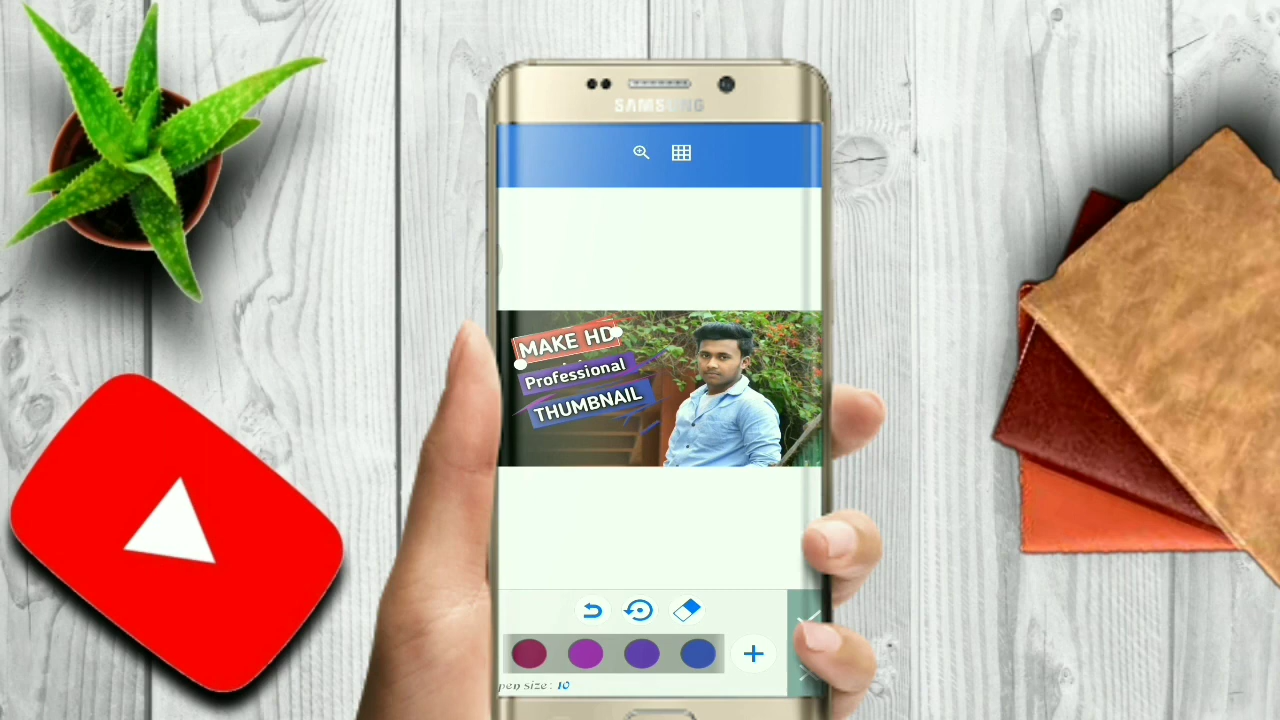 SAMSUNG
MAKE HD
Professional
THUMBNAIL
pen size : 10